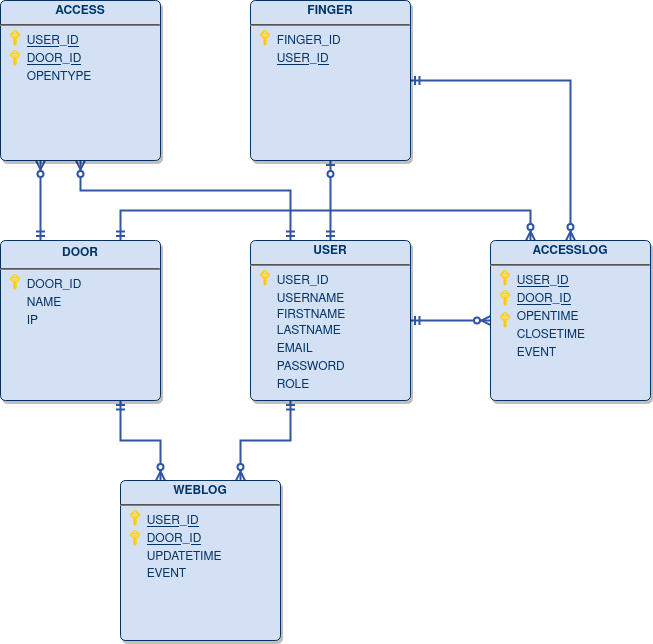 ACCESS
USER_ID
DOOR_ID
OPENTYPE
FINGER
FINGER_ID
USER_ID
DOOR
DOOR_ID
NAME
IP
USER
USER_ID
USERNAME
FIRSTNAME
LASTNAME
EMAIL
PASSWORD
ROLE
ACCESSLOG
USER_ID
DOOR_ID
OPENTIME
CLOSETIME
EVENT
WEBLOG
USER_ID
DOOR_ID
UPDATETIME
EVENT